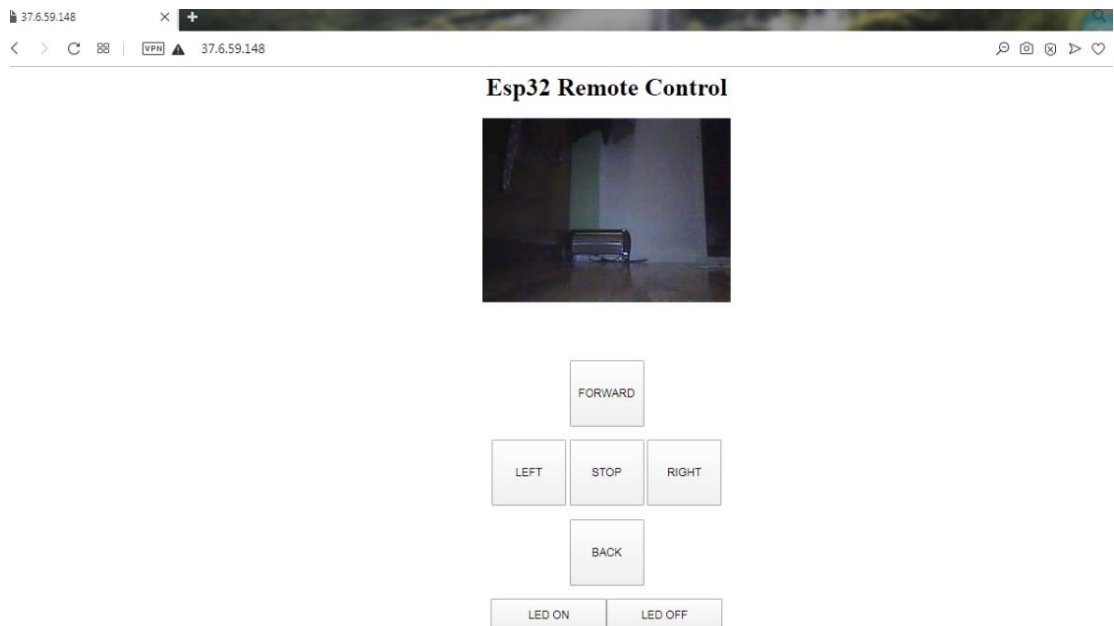 37.6.59.148
VPN 37.6.59.148
Esp32 Remote Control
FORWARD
LEFT STOP RIGHT
BACK
LED ON LED OFF